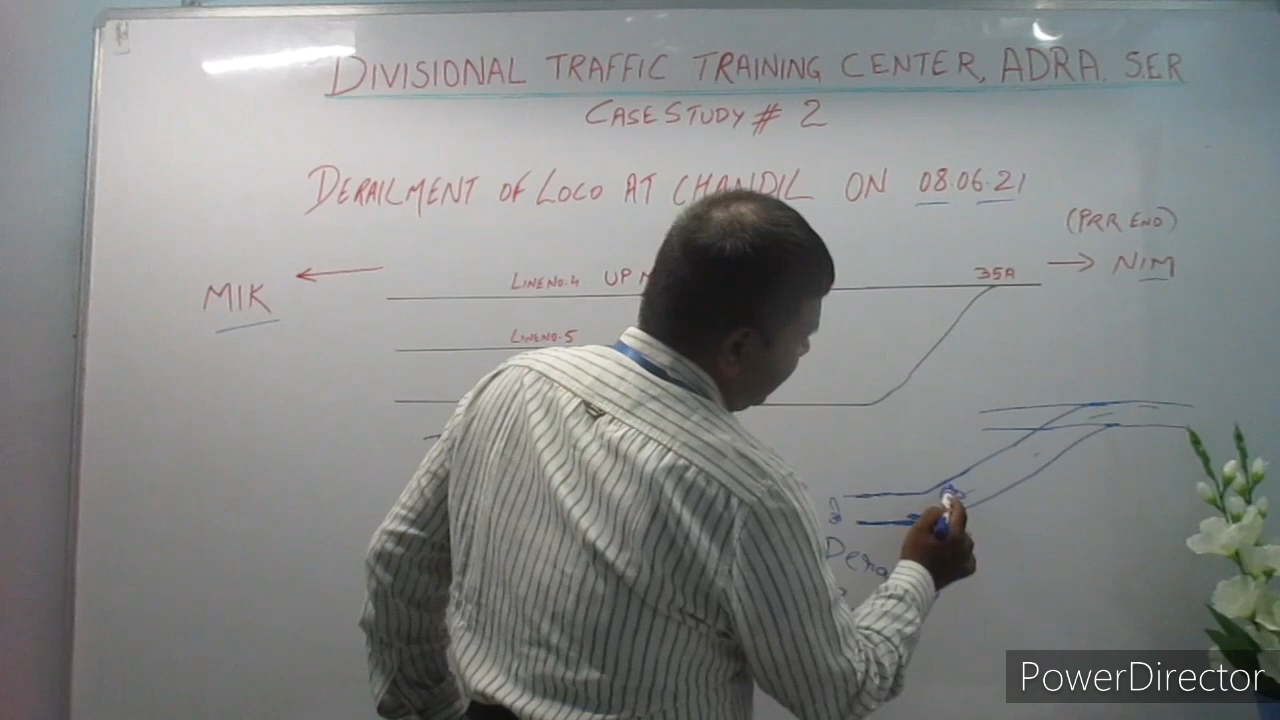 DIVISIONAL TRAFFIC TRAINING CENTER, ADRA. S.E.R
CASE STUDY # 2
DERAILMENT OF LOCO AT CHANDIL ON 08.06.21
(PRR END)
MIK ← LINE NO.4 UP 35A → NIM
LINE NO.5
Dera
PowerDirector